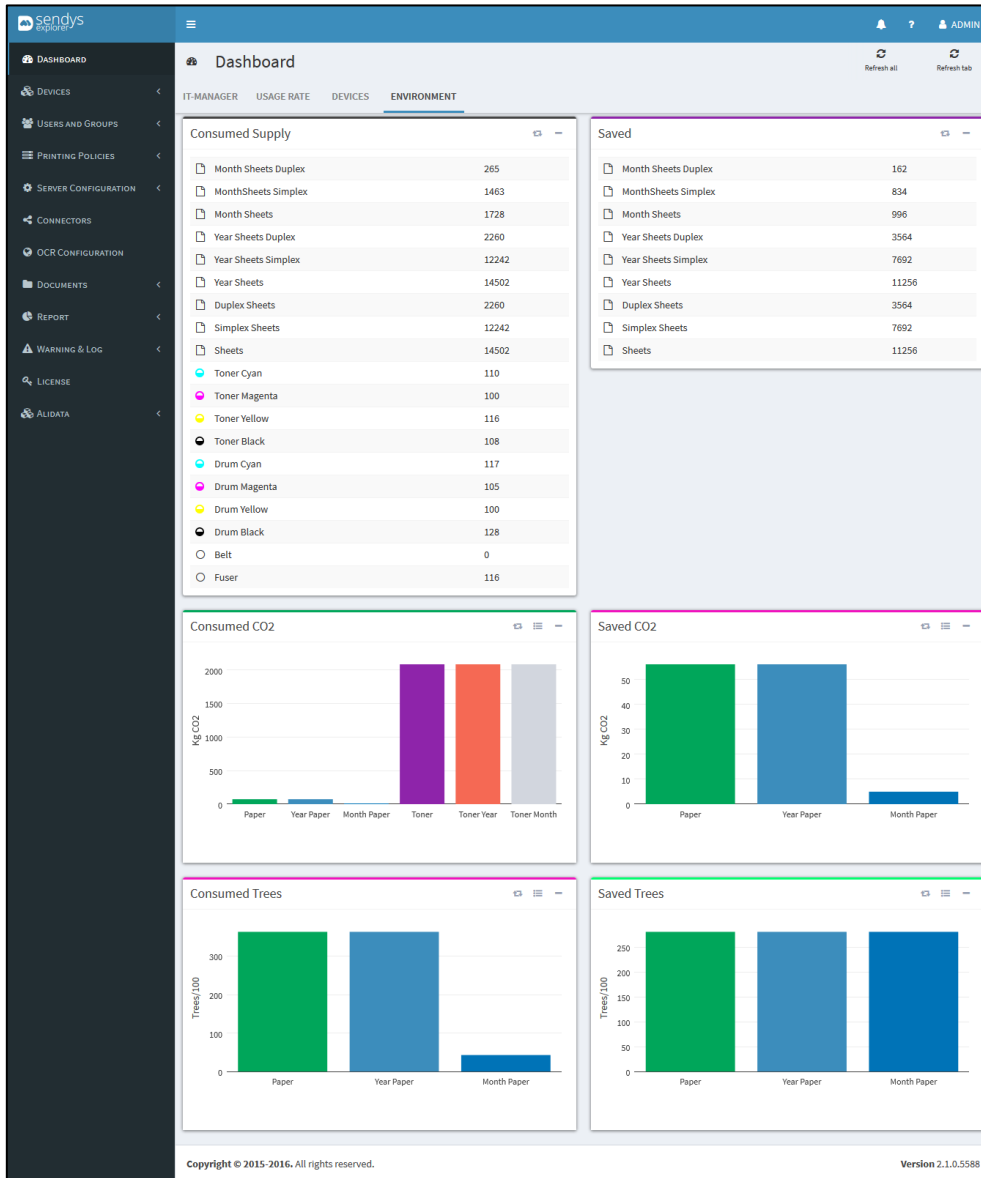 sendys
explorer
ADMIN
DASHBOARD
DEVICES
USERS AND GROUPS
PRINTING POLICIES
SERVER CONFIGURATION
CONNECTORS
OCR CONFIGURATION
DOCUMENTS
REPORT
WARNING & LOG
LICENSE
ALIDATA
Dashboard
Refresh all Refresh tab
IT-MANAGER USAGE RATE DEVICES ENVIRONMENT
Consumed Supply
Month Sheets Duplex 265
MonthSheets Simplex 1463
Month Sheets 1728
Year Sheets Duplex 2260
Year Sheets Simplex 12242
Year Sheets 14502
Duplex Sheets 2260
Simplex Sheets 12242
Sheets 14502
Toner Cyan 110
Toner Magenta 100
Toner Yellow 116
Toner Black 108
Drum Cyan 117
Drum Magenta 105
Drum Yellow 100
Drum Black 128
Belt 0
Fuser 116
Saved
Month Sheets Duplex 162
MonthSheets Simplex 834
Month Sheets 996
Year Sheets Duplex 3564
Year Sheets Simplex 7692
Year Sheets 11256
Duplex Sheets 3564
Simplex Sheets 7692
Sheets 11256
Consumed CO2
Kg CO2
2000
1500
1000
500
0
Paper Year Paper Month Paper Toner Toner Year Toner Month
Saved CO2
Kg CO2
50
40
30
20
10
0
Paper Year Paper Month Paper
Consumed Trees
Trees/100
300
200
100
0
Paper Year Paper Month Paper
Saved Trees
Trees/100
250
200
150
100
50
0
Paper Year Paper Month Paper
Copyright © 2015-2016. All rights reserved. Version 2.1.0.5588